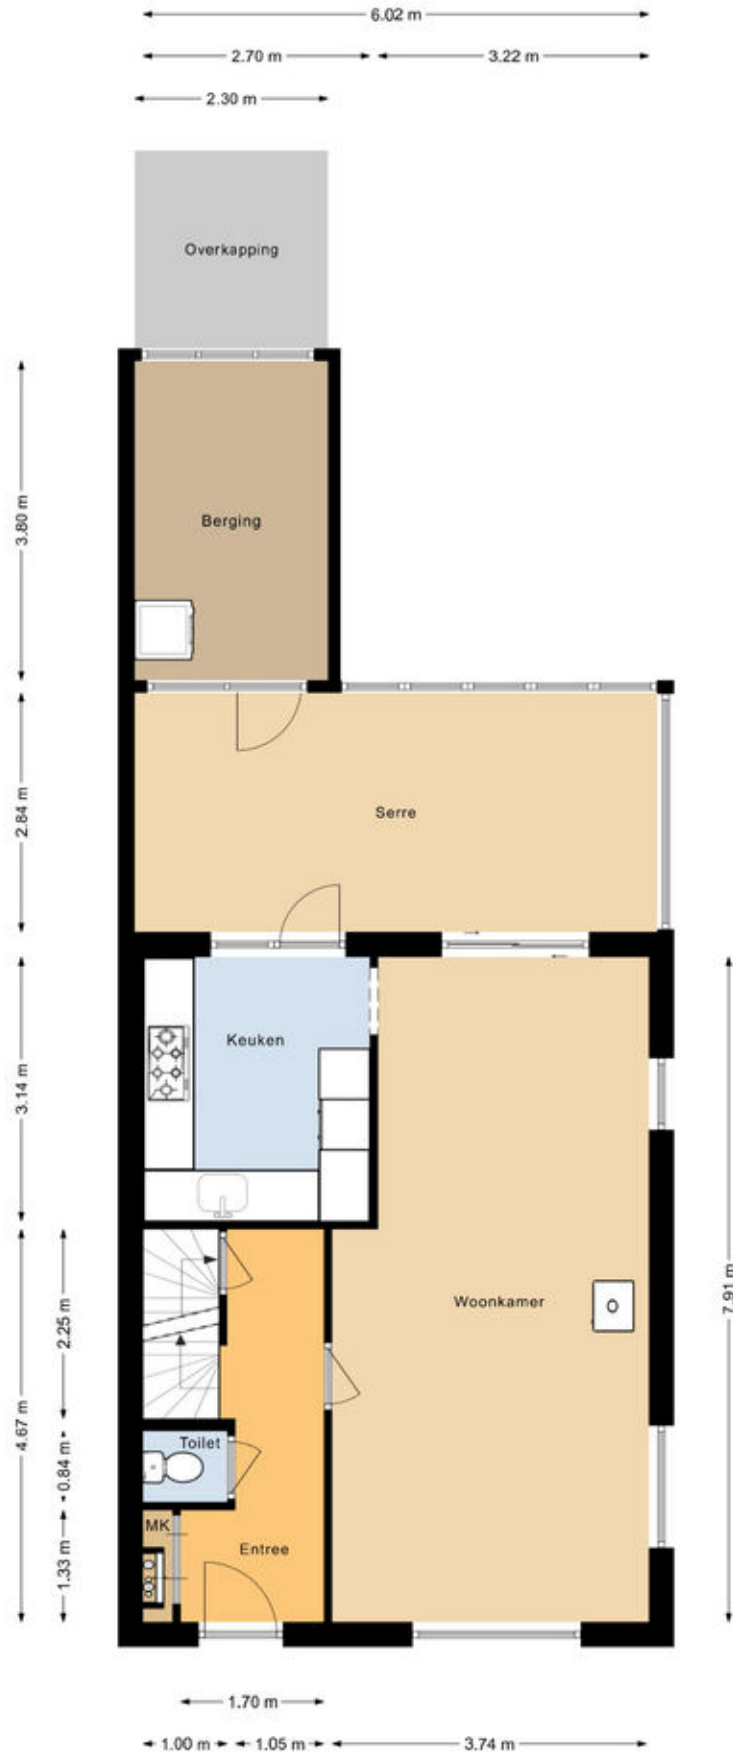 6.02 m
2.70 m
3.22 m
2.30 m
Overkapping
3.80 m
Berging
2.84 m
Serre
3.14 m
Keuken
7.91 m
Woonkamer
4.67 m
2.25 m
0.84 m
1.33 m
Toilet
MK
Entree
1.70 m
1.00 m
1.05 m
3.74 m